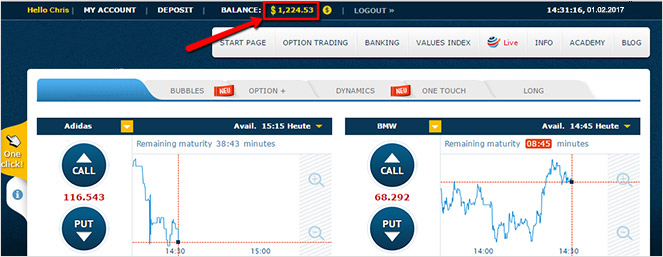 Hello Chris | MY ACCOUNT | DEPOSIT | BALANCE: $ 1,224.53 $ | LOGOUT » 14:31:16, 01.02.2017
START PAGE OPTION TRADING BANKING VALUES INDEX Live INFO ACADEMY BLOG
BUBBLES NEU OPTION + DYNAMICS NEU ONE TOUCH LONG
Adidas Avail. 15:15 Heute BMW Avail. 14:45 Heute
Remaining maturity 38:43 minutes Remaining maturity 08:45 minutes
One
click!
CALL CALL
116.543 68.292
PUT PUT
14:30 15:00 14:00 14:30